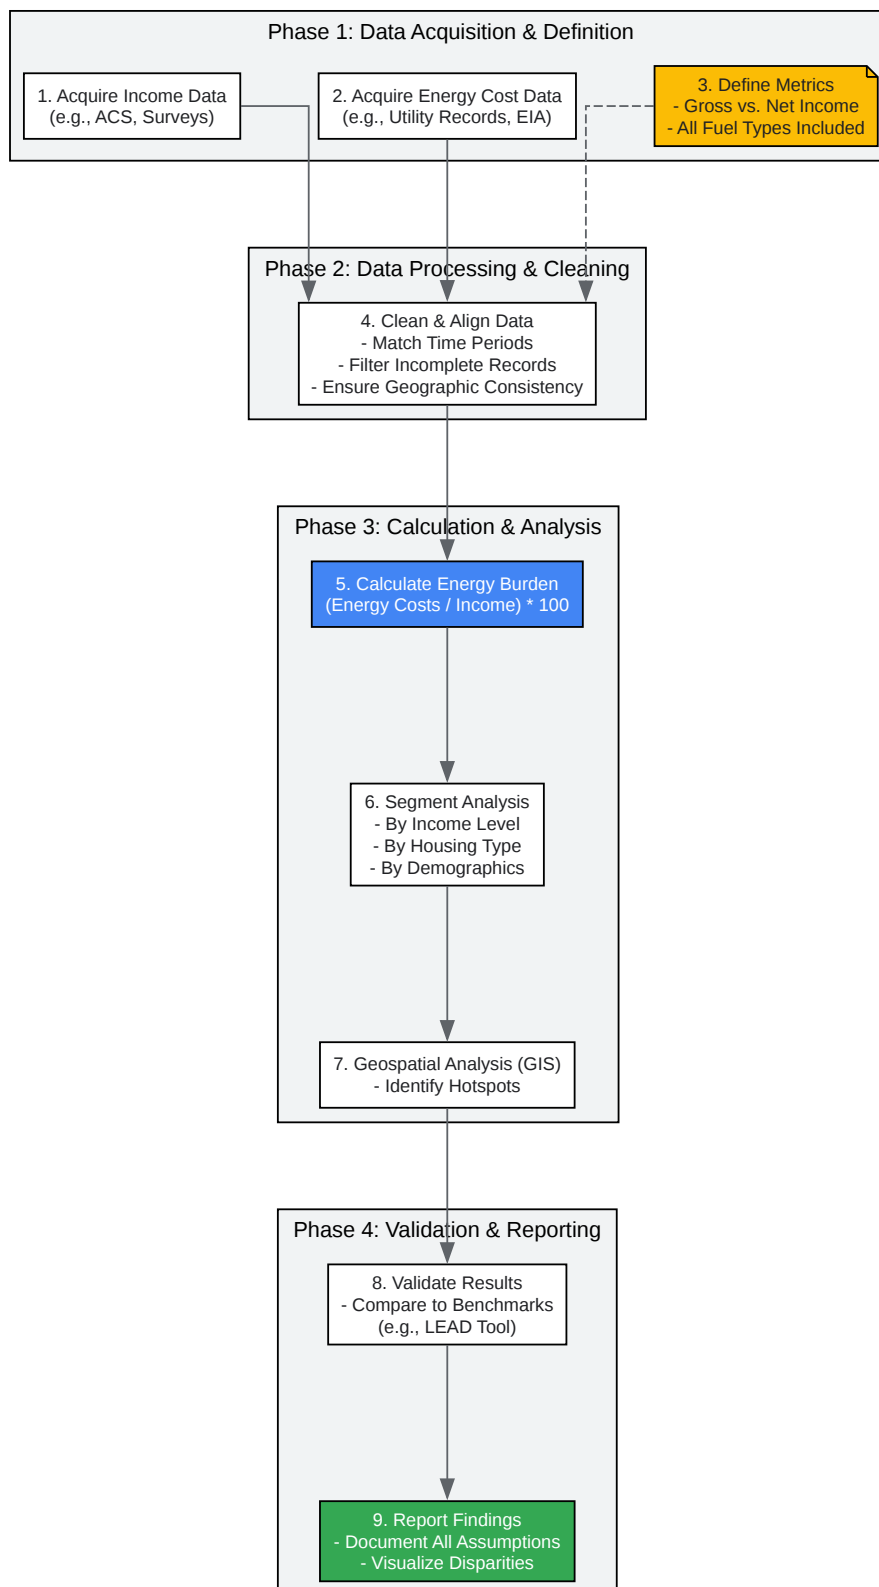 Phase 1: Data Acquisition & Definition
1. Acquire Income Data
(e.g., ACS, Surveys)
2. Acquire Energy Cost Data
(e.g., Utility Records, EIA)
3. Define Metrics
- Gross vs. Net Income
- All Fuel Types Included
Phase 2: Data Processing & Cleaning
4. Clean & Align Data
- Match Time Periods
- Filter Incomplete Records
- Ensure Geographic Consistency
Phase 3: Calculation & Analysis
5. Calculate Energy Burden
(Energy Costs / Income) * 100
6. Segment Analysis
- By Income Level
- By Housing Type
- By Demographics
7. Geospatial Analysis (GIS)
- Identify Hotspots
Phase 4: Validation & Reporting
8. Validate Results
- Compare to Benchmarks
(e.g., LEAD Tool)
9. Report Findings
- Document All Assumptions
- Visualize Disparities